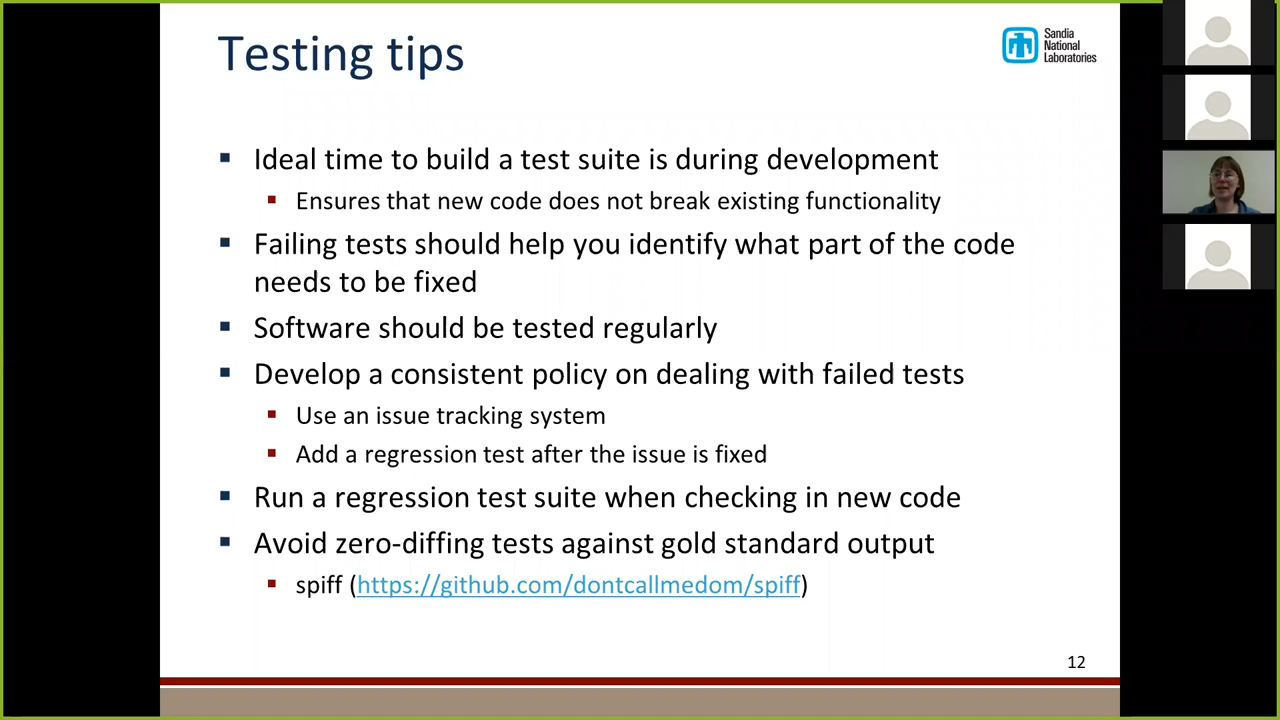 Testing tips
Sandia
National
Laboratories
Ideal time to build a test suite is during development
Ensures that new code does not break existing functionality
Failing tests should help you identify what part of the code
needs to be fixed
Software should be tested regularly
Develop a consistent policy on dealing with failed tests
Use an issue tracking system
Add a regression test after the issue is fixed
Run a regression test suite when checking in new code
Avoid zero-diffing tests against gold standard output
spiff (https://github.com/dontcallmedom/spiff)
12